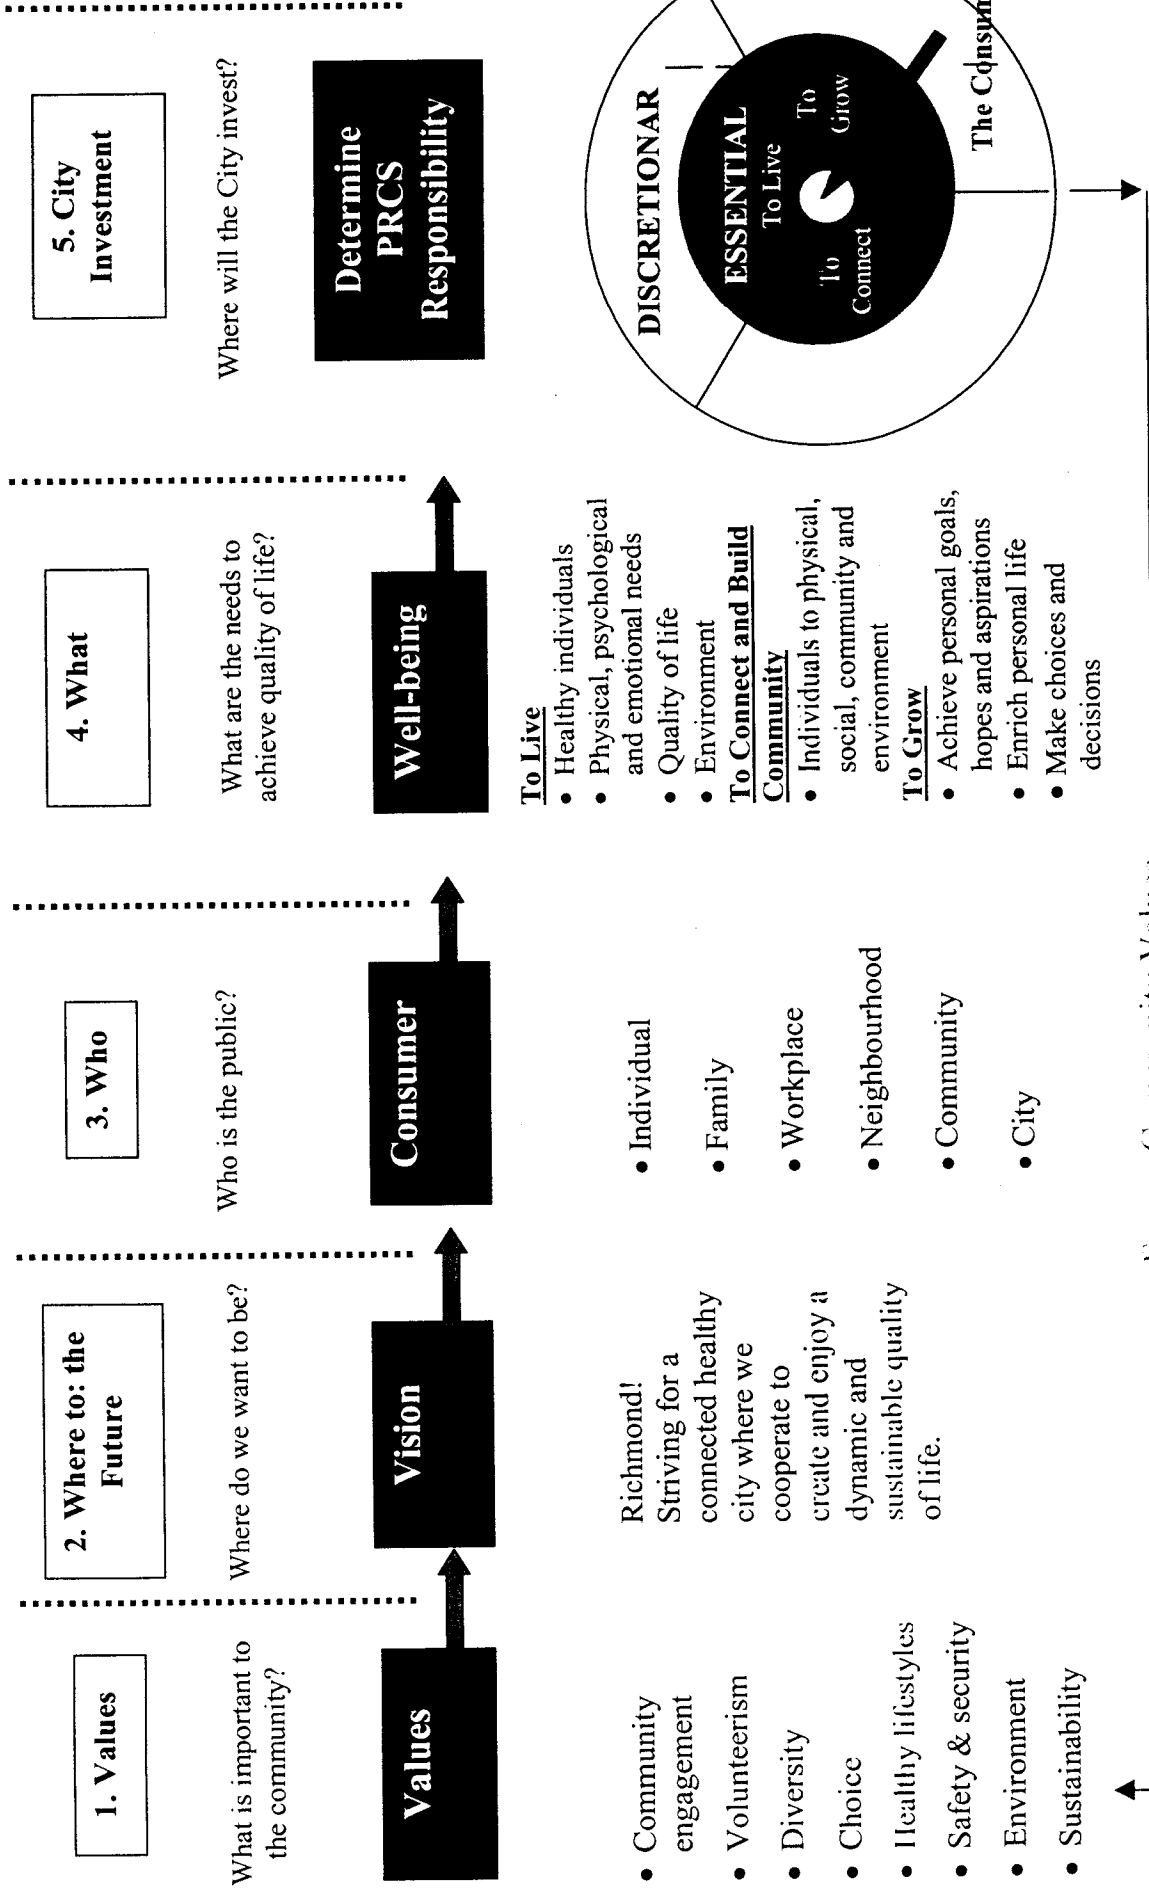 1. Values
What is important to
the community?
Values
• Community
engagement
• Volunteerism
• Diversity
• Choice
• Healthy lifestyles
• Safety & security
• Environment
• Sustainability
2. Where to: the
Future
Where do we want to be?
Vision
Richmond!
Striving for a
connected healthy
city where we
cooperate to
create and enjoy a
dynamic and
sustainable quality
of life.
3. Who
Who is the public?
Consumer
• Individual
• Family
• Workplace
• Neighbourhood
• Community
• City
4. What
What are the needs to
achieve quality of life?
Well-being
To Live
• Healthy individuals
• Physical, psychological
and emotional needs
• Quality of life
• Environment
To Connect and Build
Community
• Individuals to physical,
social, community and
environment
To Grow
• Achieve personal goals,
hopes and aspirations
• Enrich personal life
• Make choices and
decisions
5. City
Investment
Where will the City invest?
Determine
PRCS
Responsibility
DISCRETIONAR
ESSENTIAL
To Live
To
Connect
To
Grow
The Consum